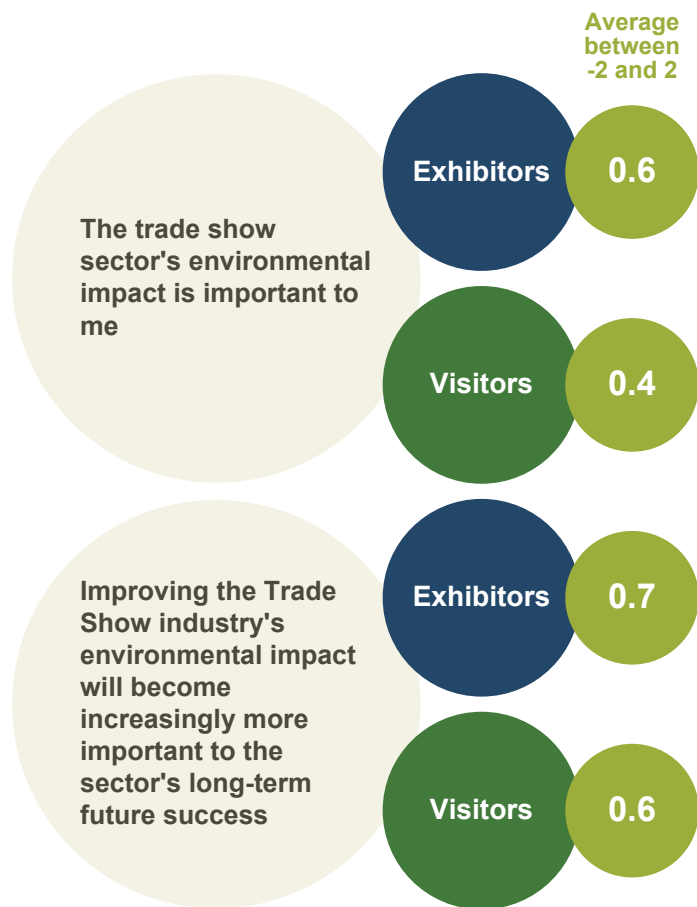 Average
between
-2 and 2
The trade show
sector's environmental
impact is important to
me
Exhibitors
0.6
Visitors
0.4
Improving the Trade
Show industry's
environmental impact
will become
increasingly more
important to the
sector's long-term
future success
Exhibitors
0.7
Visitors
0.6